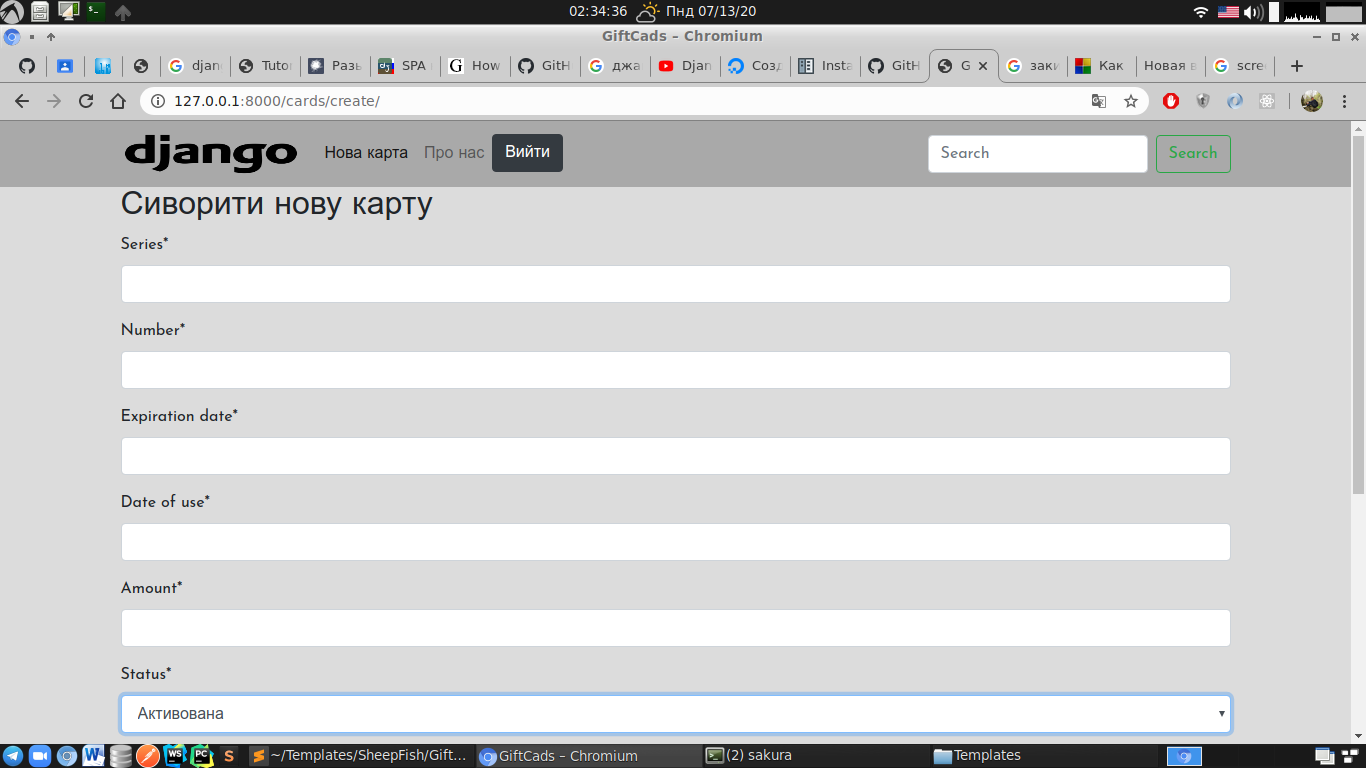 02:34:36 Пнд 07/13/20
GiftCads – Chromium
djan
Tuto
Разы
SPA
How
GitH
джа
Djan
Созд
Insta
GitH
G
заки
Как
Новая в
scree
127.0.0.1:8000/cards/create/
django Нова карта Про нас Вийти Search Search
Сиворити нову карту
Series*
Number*
Expiration date*
Date of use*
Amount*
Status*
Активована
~/Templates/SheepFish/Gift... GiftCads – Chromium (2) sakura Templates